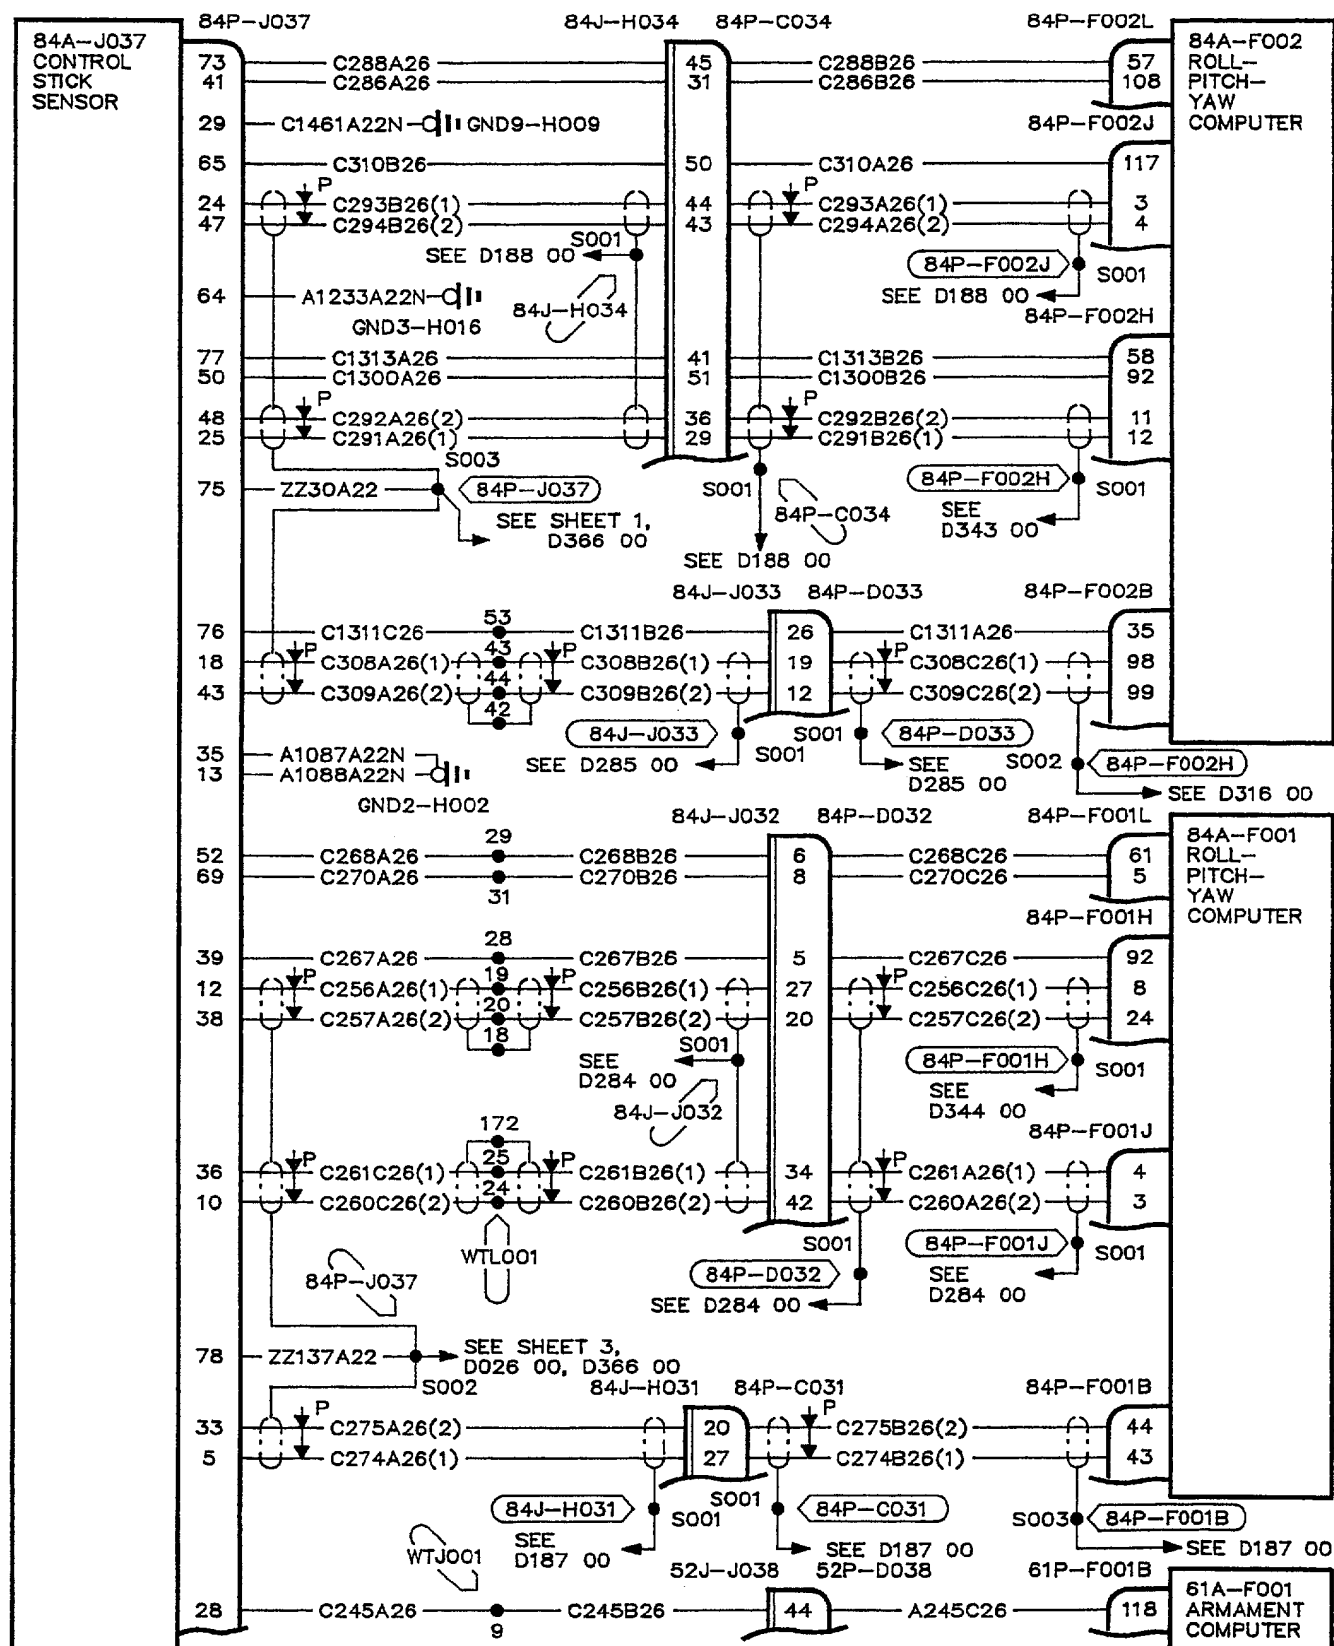 84P-J037 84J-H034 84P-C034 84P-F002L
84A-J037
CONTROL
STICK
SENSOR
84A-F002
ROLL-
PITCH-
YAW
COMPUTER
73 C288A26 45 C288B26 57
41 C286A26 31 C286B26 108
29 C1461A22N GND9-H009 84P-F002J
65 C310B26 50 C310A26 117
P P
24 C293B26(1) 44 C293A26(1) 3
47 C294B26(2) 43 C294A26(2) 4
S001
SEE D188 00
84P-F002J S001
64 A1233A22N 84J-H034 SEE D188 00
GND3-H016 84P-F002H
77 C1313A26 41 C1313B26 58
50 C1300A26 51 C1300B26 92
P P
48 C292A26(2) 36 C292B26(2) 11
25 C291A26(1) 29 C291B26(1) 12
S003
75 ZZ30A22 84P-J037 S001 84P-F002H S001
SEE SHEET 1,
D366 00
84P-C034
SEE
D343 00
SEE D188 00
84J-J033 84P-D033 84P-F002B
53
76 C1311C26 C1311B26 26 C1311A26 35
P 43 P P
18 C308A26(1) C308B26(1) 19 C308C26(1) 98
44
43 C309A26(2) C309B26(2) 12 C309C26(2) 99
42
84J-J033 S001 S001 84P-D033
35 A1087A22N
SEE D285 00
SEE
D285 00
S002 84P-F002H
13 A1088A22N
GND2-H002
SEE D316 00
84J-J032 84P-D032 84P-F001L
84A-F001
ROLL-
PITCH-
YAW
COMPUTER
29
52 C268A26 C268B26 6 C268C26 61
69 C270A26 C270B26 8 C270C26 5
31
84P-F001H
28
39 C267A26 C267B26 5 C267C26 92
P 19 P P
12 C256A26(1) C256B26(1) 27 C256C26(1) 8
20
38 C257A26(2) C257B26(2) 20 C257C26(2) 24
18
S001
SEE
D284 00
84P-F001H S001
84J-J032
SEE
D344 00
172
84P-F001J
P 25 P P
36 C261C26(1) C261B26(1) 34 C261A26(1) 4
24
10 C260C26(2) C260B26(2) 42 C260A26(2) 3
WTL001 S001 84P-F001J S001
84P-J037 84P-D032
SEE
D284 00
SEE D284 00
78 ZZ137A22
SEE SHEET 3,
D026 00, D366 00
S002 84J-H031 84P-C031 84P-F001B
P P
33 C275A26(2) 20 C275B26(2) 44
5 C274A26(1) 27 C274B26(1) 43
84J-H031 S001 S001 84P-C031 S003 84P-F001B
WTJ001
SEE
D187 00
SEE D187 00
SEE D187 00
52J-J038 52P-D038 61P-F001B
61A-F001
ARMAMENT
COMPUTER
28 C245A26 C245B26 44 A245C26 118
9